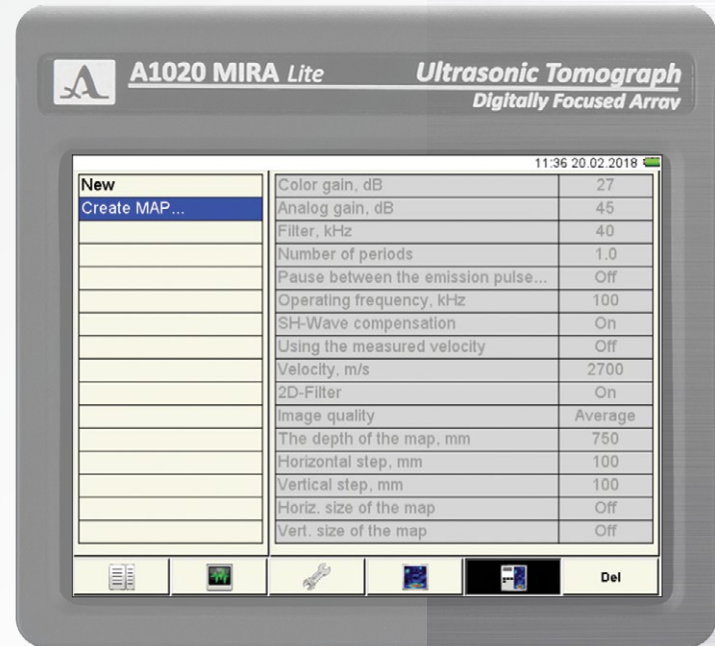 A1020 MIRA Lite
Ultrasonic Tomograph
Digitally Focused Array
11:36 20.02.2018
New
Create MAP...
Color gain, dB 27
Analog gain, dB 45
Filter, kHz 40
Number of periods 1.0
Pause between the emission pulse... Off
Operating frequency, kHz 100
SH-Wave compensation On
Using the measured velocity Off
Velocity, m/s 2700
2D-Filter On
Image quality Average
The depth of the map, mm 750
Horizontal step, mm 100
Vertical step, mm 100
Horiz. size of the map Off
Vert. size of the map Off
Del